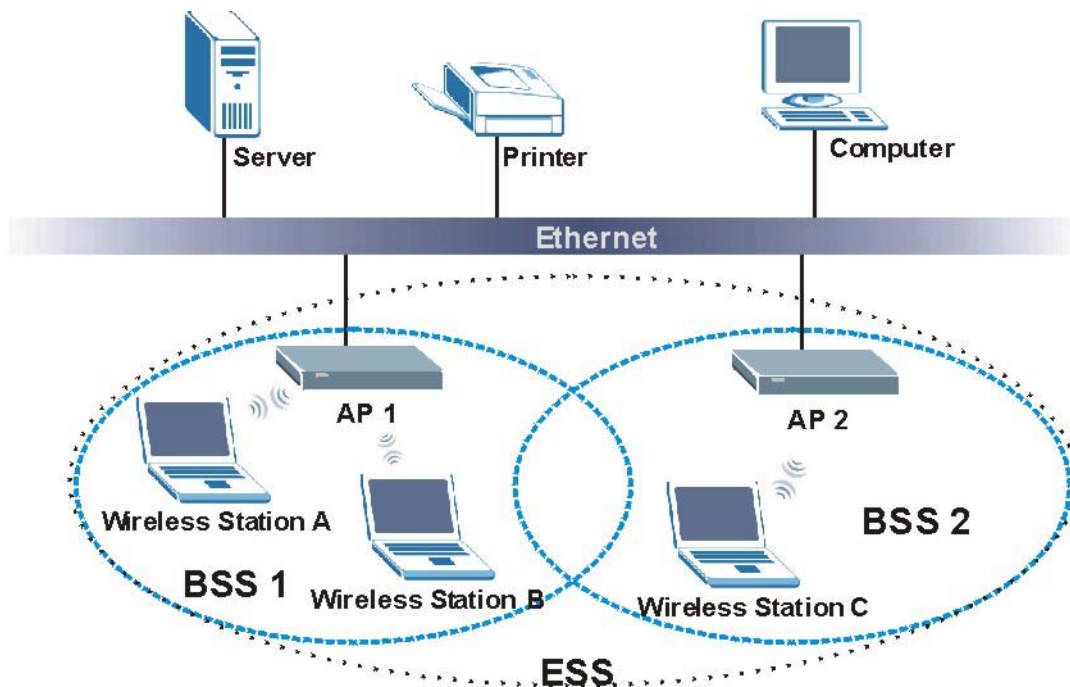 Server
Printer
Computer
Ethernet
AP 1
AP 2
Wireless Station A
BSS 1
Wireless Station B
BSS 2
Wireless Station C
ESS